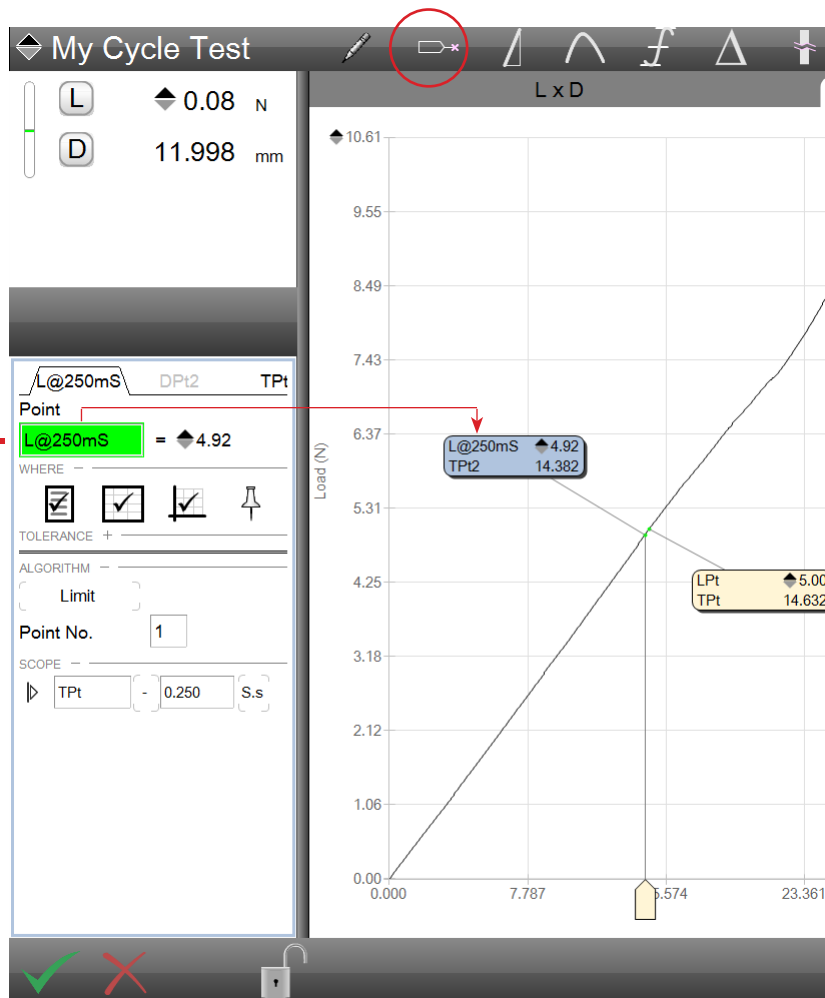 My Cycle Test
L 0.08 N
D 11.998 mm
L@250mS DPt2 TPt
Point
L@250mS = 4.92
WHERE –
TOLERANCE +
ALGORITHM –
Limit
Point No. 1
SCOPE –
TPt - 0.250 S.s
L x D
10.61
9.55
8.49
7.43
6.37
5.31
4.25
3.18
2.12
1.06
0.00
Load (N)
L@250mS 4.92
TPt2 14.382
LPt 5.00
TPt 14.632
0.000 7.787 5.574 23.361